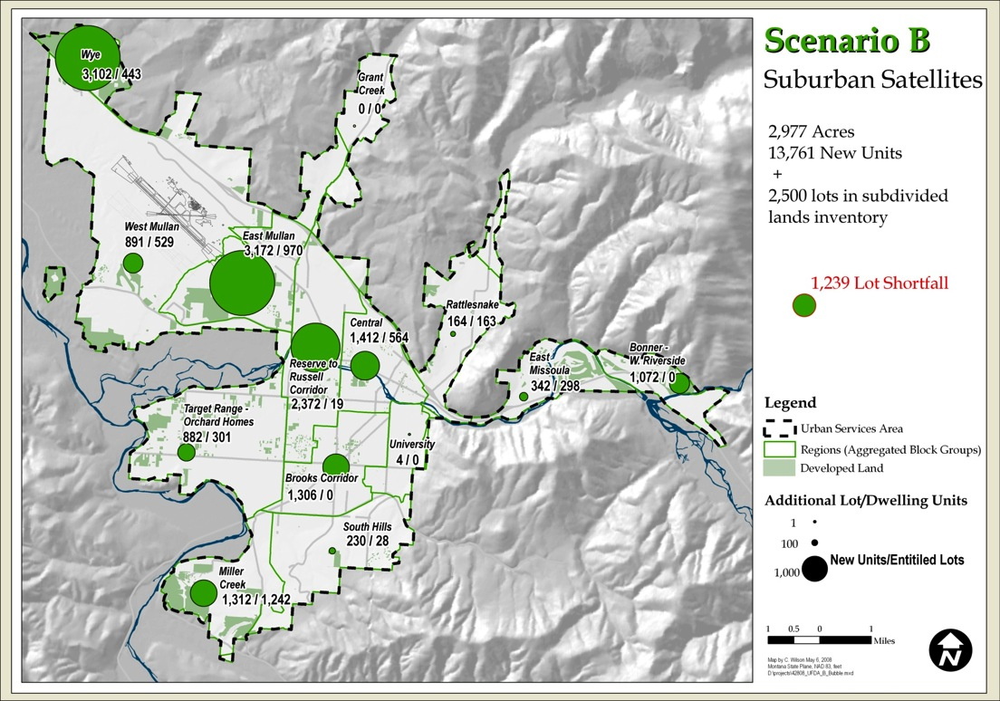 Scenario B
Suburban Satellites
2,977 Acres
13,761 New Units
+
2,500 lots in subdivided
lands inventory
1,239 Lot Shortfall
Legend
Urban Services Area
Regions (Aggregated Block Groups)
Developed Land
Additional Lot/Dwelling Units
1
100
1,000
New Units/Entitiled Lots
1 0.5 0 1
Miles
Map by C. Wilson May 6, 2008
Montana State Plane, NAD 83, feet
D:\projects\42808_UFDA_B_Bubble.mxd
N
Wye
3,102 / 443
Grant
Creek
0 / 0
West Mullan
891 / 529
East Mullan
3,172 / 970
Rattlesnake
164 / 163
Central
1,412 / 564
Reserve to
Russell
Corridor
2,372 / 19
East
Missoula
342 / 298
Bonner -
W. Riverside
1,072 / 0
Target Range -
Orchard Homes
882 / 301
University
4 / 0
Brooks Corridor
1,306 / 0
South Hills
230 / 28
Miller
Creek
1,312 / 1,242